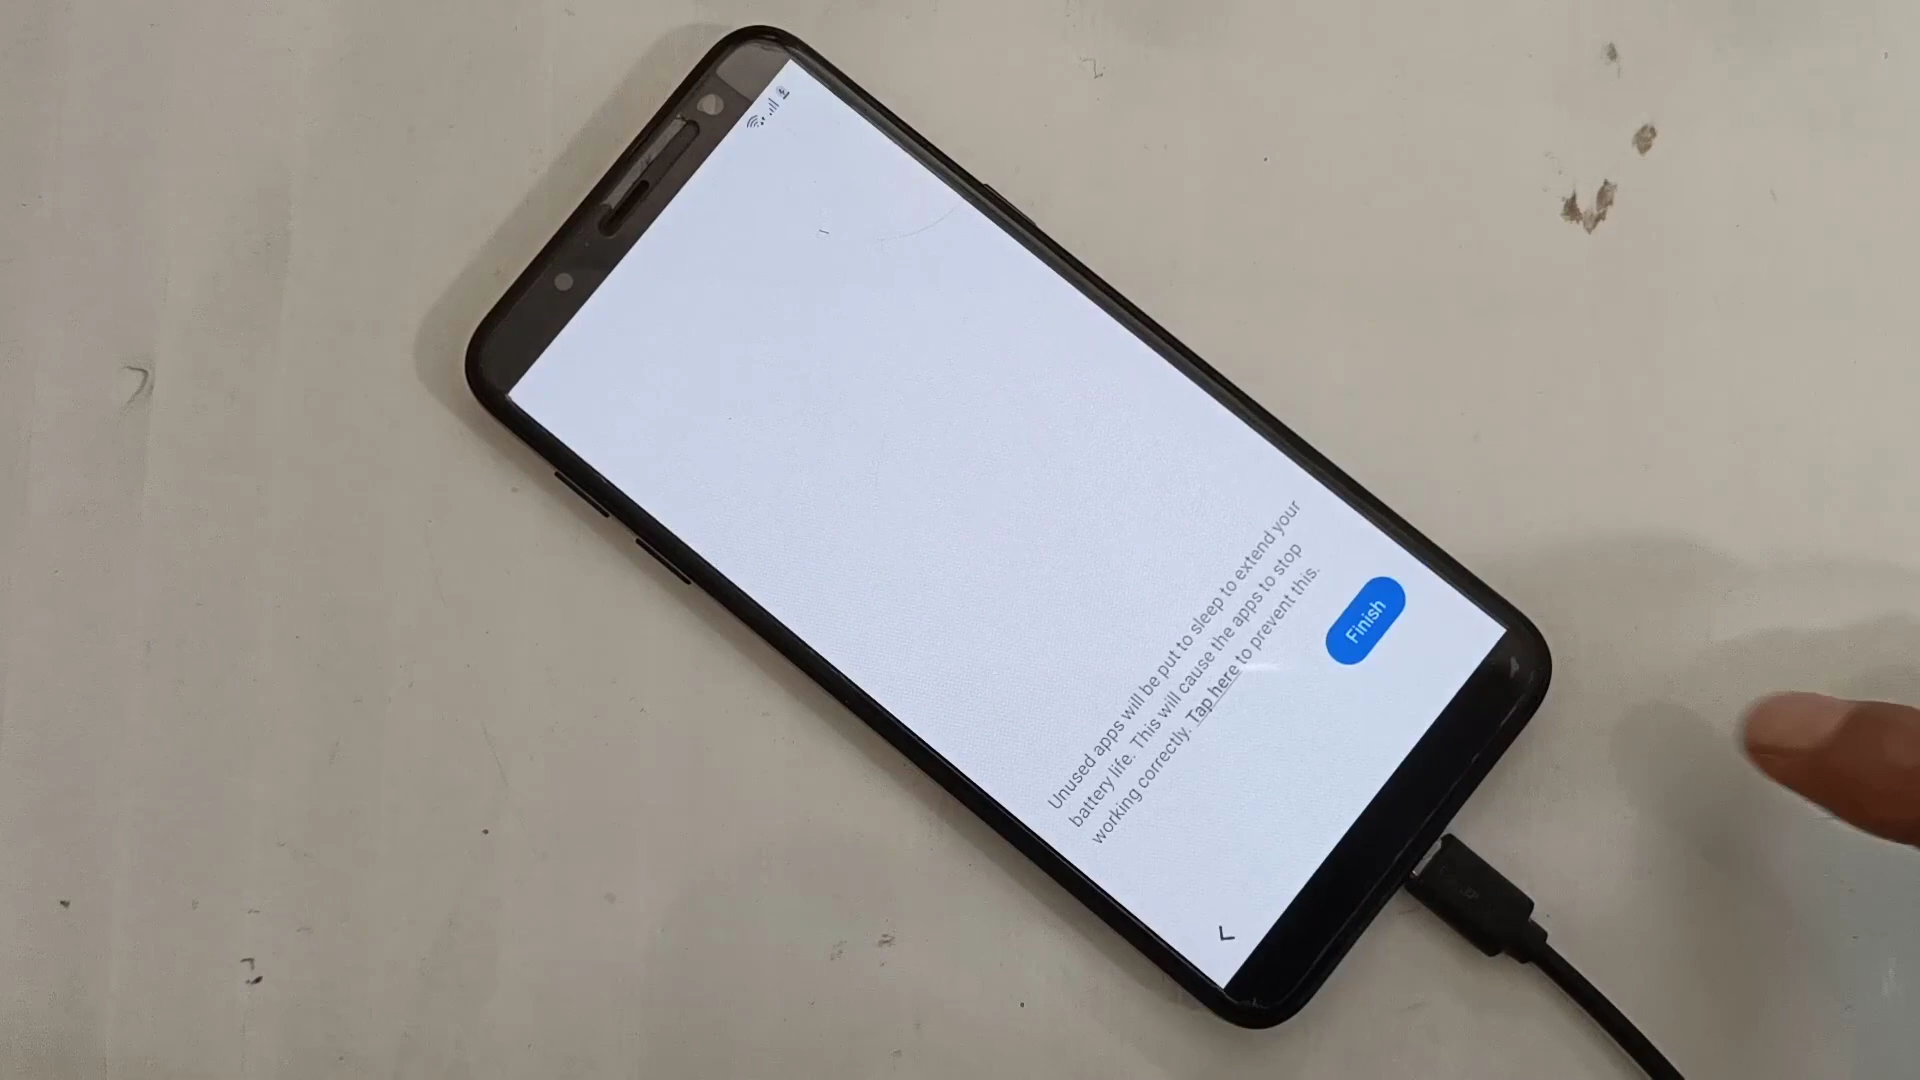 Unused apps will be put to sleep to extend your
battery life. This will cause the apps to stop
working correctly. Tap here to prevent this.
Finish